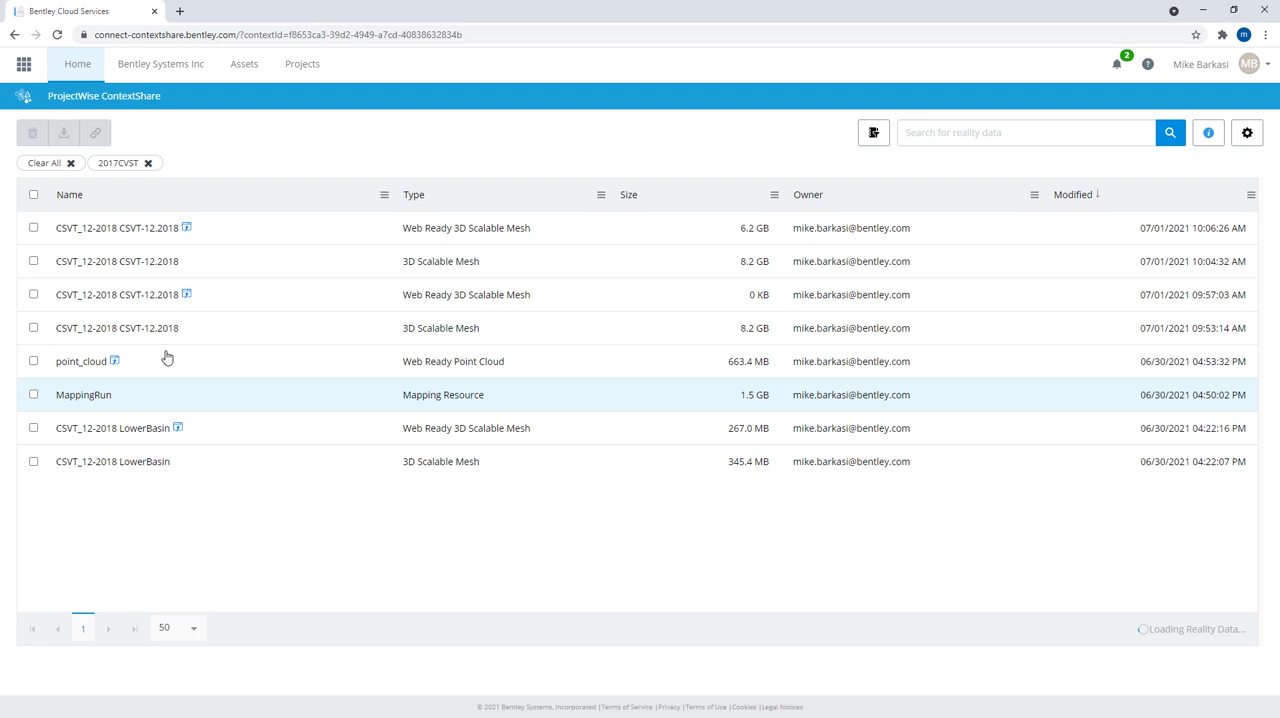 Bentley Cloud Services
connect-contextshare.bentley.com/?contextId=f8653ca3-39d2-4949-a7cd-40838632834b
m
Home Bentley Systems Inc Assets Projects 2 Mike Barkasi MB
ProjectWise ContextShare
Search for reality data
Clear All 2017CVST
Name Type Size Owner Modified
CSVT_12-2018 CSVT-12.2018 Web Ready 3D Scalable Mesh 6.2 GB mike.barkasi@bentley.com 07/01/2021 10:06:26 AM
CSVT_12-2018 CSVT-12.2018 3D Scalable Mesh 8.2 GB mike.barkasi@bentley.com 07/01/2021 10:04:32 AM
CSVT_12-2018 CSVT-12.2018 Web Ready 3D Scalable Mesh 0 KB mike.barkasi@bentley.com 07/01/2021 09:57:03 AM
CSVT_12-2018 CSVT-12.2018 3D Scalable Mesh 8.2 GB mike.barkasi@bentley.com 07/01/2021 09:53:14 AM
point_cloud Web Ready Point Cloud 663.4 MB mike.barkasi@bentley.com 06/30/2021 04:53:32 PM
MappingRun Mapping Resource 1.5 GB mike.barkasi@bentley.com 06/30/2021 04:50:02 PM
CSVT_12-2018 LowerBasin Web Ready 3D Scalable Mesh 267.0 MB mike.barkasi@bentley.com 06/30/2021 04:22:16 PM
CSVT_12-2018 LowerBasin 3D Scalable Mesh 345.4 MB mike.barkasi@bentley.com 06/30/2021 04:22:07 PM
1 50 Loading Reality Data...
© 2021 Bentley Systems, Incorporated |Terms of Service |Privacy |Terms of Use |Cookies |Legal Notices